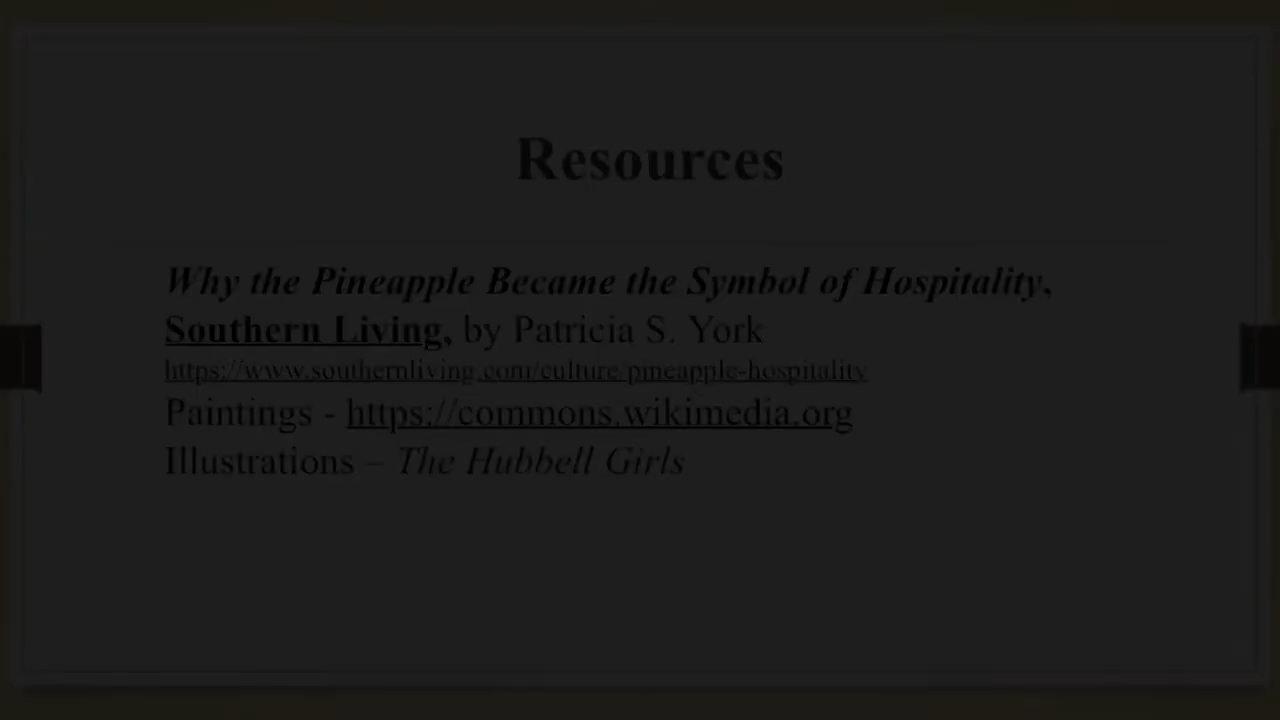 Resources
Why the Pineapple Became the Symbol of Hospitality,
Southern Living, by Patricia S. York
https://www.southernliving.com/culture/pineapple-hospitality
Paintings - https://commons.wikimedia.org
Illustrations – The Hubbell Girls